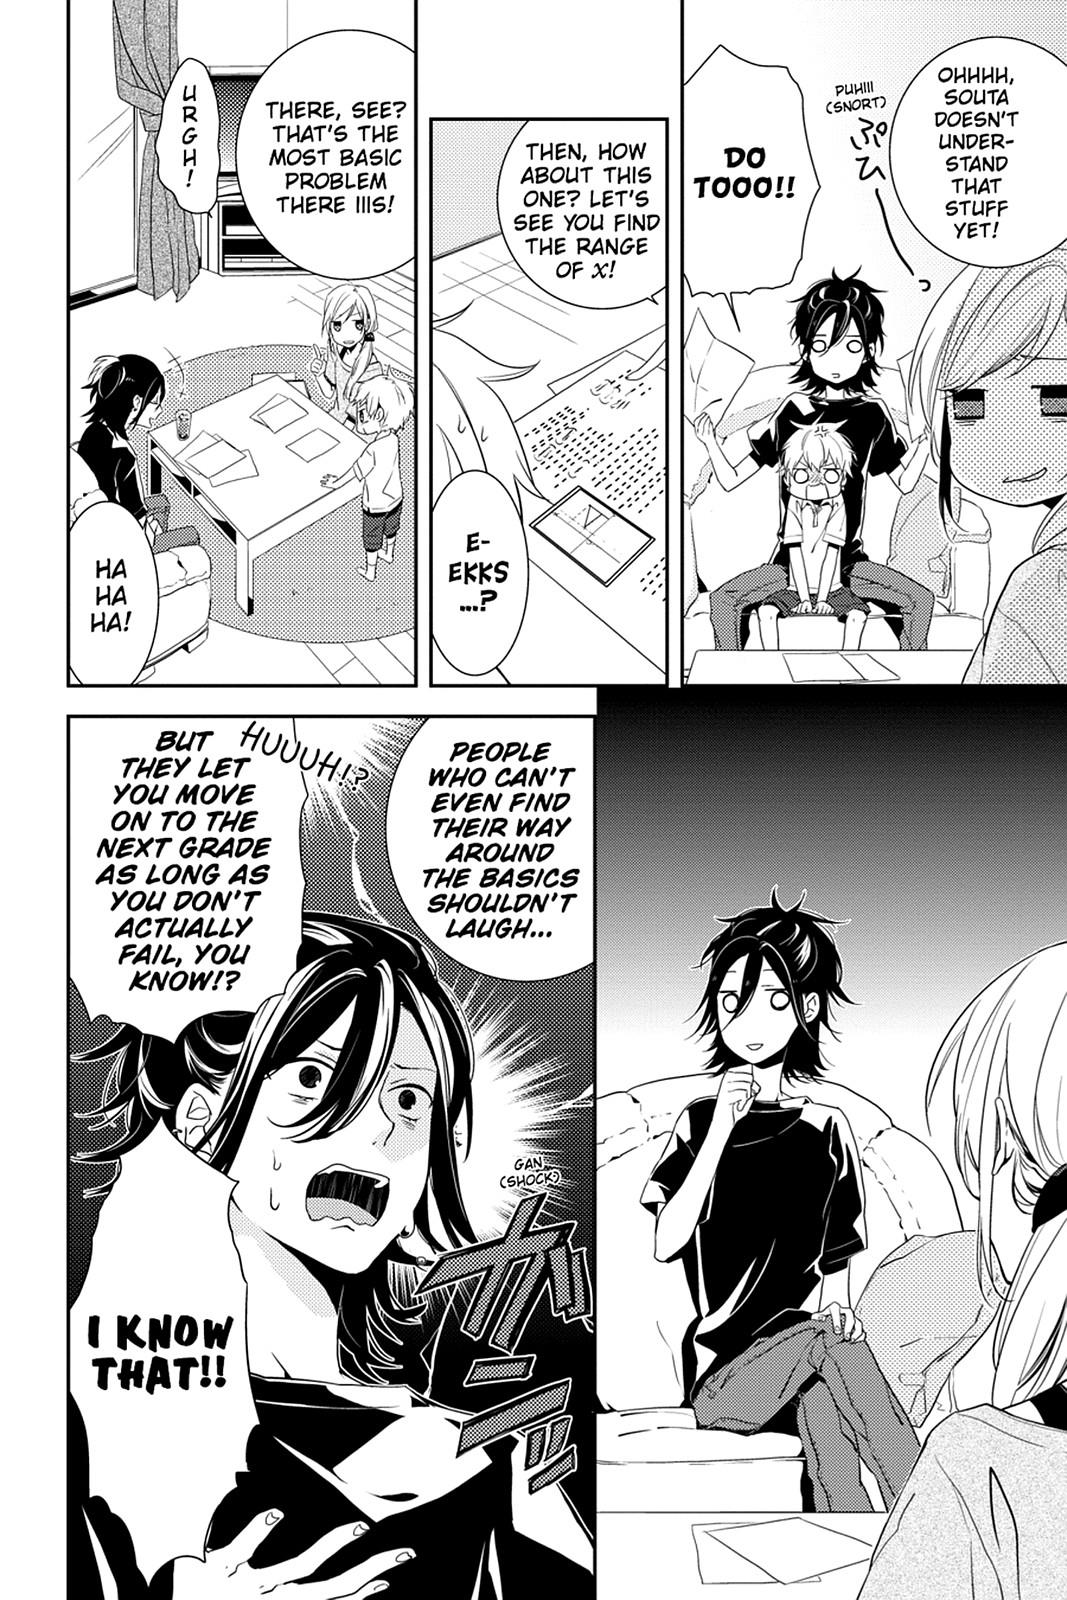 OHHHH,
SOUTA
DOESN'T
UNDER-
STAND
THAT
STUFF
YET!
PUHIII
(SNORT)
ぷひ
DO
TOOO!!
THEN, HOW
ABOUT THIS
ONE? LET'S
SEE YOU FIND
THE RANGE
OF x!
E-
EKKS
...?
THERE, SEE?
THAT'S THE
MOST BASIC
PROBLEM
THERE IIIS!
URGH!
HA
HA
HA!
PEOPLE
WHO CAN'T
EVEN FIND
THEIR WAY
AROUND
THE BASICS
SHOULDN'T
LAUGH...
HUUUH!?
BUT
THEY LET
YOU MOVE
ON TO THE
NEXT GRADE
AS LONG AS
YOU DON'T
ACTUALLY
FAIL, YOU
KNOW!?
GAN
(SHOCK)
ガーン
I KNOW
THAT!!